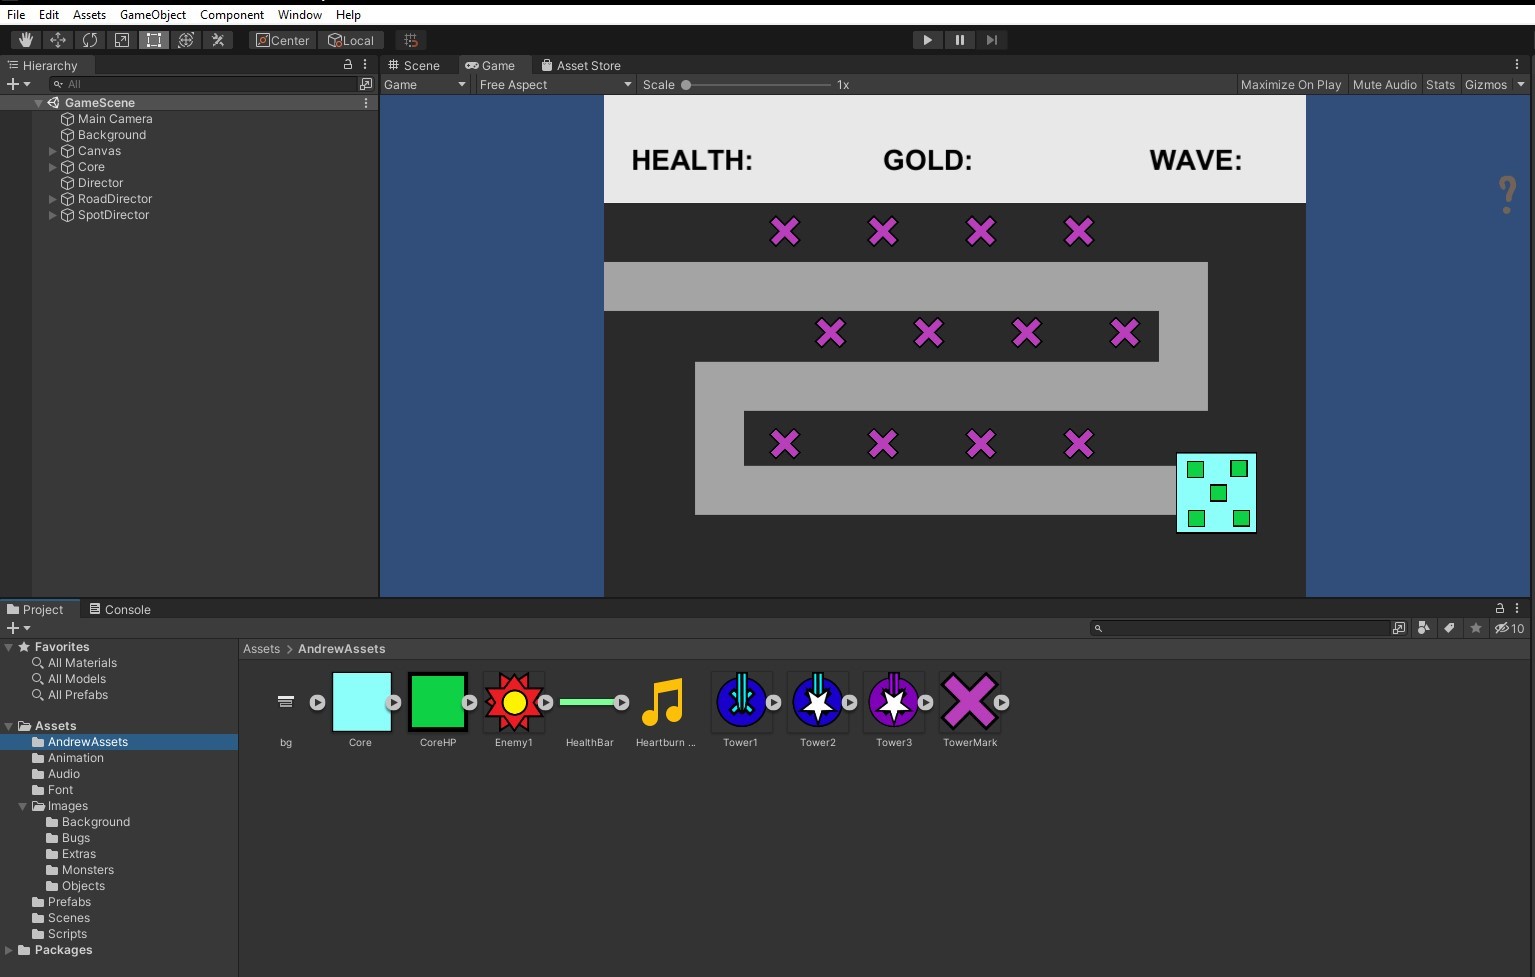 File Edit Assets GameObject Component Window Help
Center Local
Hierarchy
All
GameScene
Main Camera
Background
Canvas
Core
Director
RoadDirector
SpotDirector
Scene Game Asset Store
Game Free Aspect Scale 1x Maximize On Play Mute Audio Stats Gizmos
HEALTH: GOLD: WAVE:
?
Project Console
10
Favorites
All Materials
All Models
All Prefabs
Assets
AndrewAssets
Animation
Audio
Font
Images
Background
Bugs
Extras
Monsters
Objects
Prefabs
Scenes
Scripts
Packages
Assets > AndrewAssets
bg Core CoreHP Enemy1 HealthBar Heartburn ... Tower1 Tower2 Tower3 TowerMark